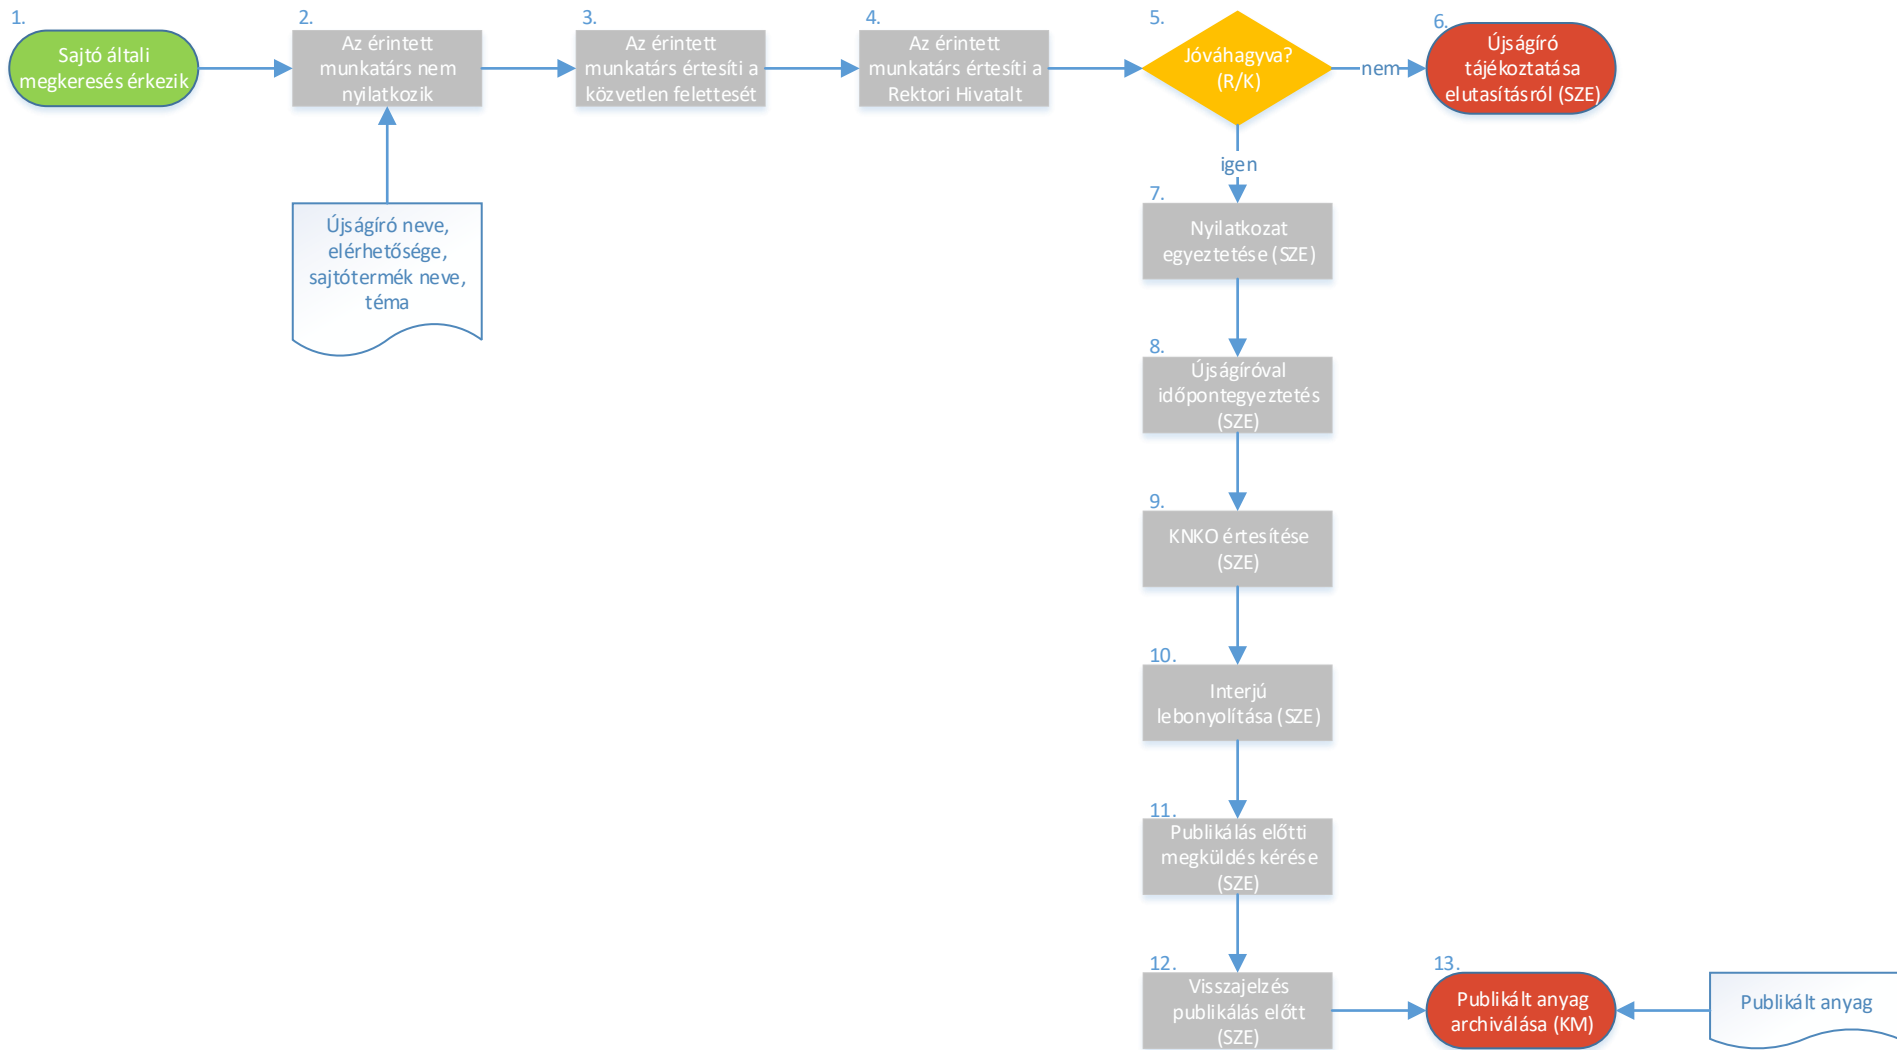 1.
Sajtó általi
megkeresés érkezik
2.
Az érintett
munkatárs nem
nyilatkozik
3.
Az érintett
munkatárs értesíti a
közvetlen felettesét
4.
Az érintett
munkatárs értesíti a
Rektori Hivatalt
5.
Jóváhagyva?
(R/K)
nem
6.
Újságíró
tájékoztatása
elutasításról (SZE)
igen
Újságíró neve,
elérhetősége,
sajtótermék neve,
téma
7.
Nyilatkozat
egyeztetése (SZE)
8.
Újságíróval
időpontegyeztetés
(SZE)
9.
KNKO értesítése
(SZE)
10.
Interjú
lebonyolítása (SZE)
11.
Publikálás előtti
megküldés kérése
(SZE)
12.
Visszajelzés
publikálás előtt
(SZE)
13.
Publikált anyag
archiválása (KM)
Publikált anyag